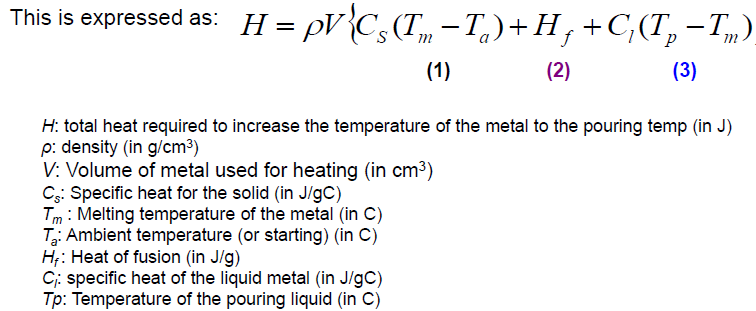 This is expressed as: H = ρV{C_s(T_m − T_a) + H_f + C_l(T_p − T_m)
(1) (2) (3)
H: total heat required to increase the temperature of the metal to the pouring temp (in J)
ρ: density (in g/cm³)
V: Volume of metal used for heating (in cm³)
C_s: Specific heat for the solid (in J/gC)
T_m : Melting temperature of the metal (in C)
T_a: Ambient temperature (or starting) (in C)
H_f: Heat of fusion (in J/g)
C_l: specific heat of the liquid metal (in J/gC)
Tp: Temperature of the pouring liquid (in C)